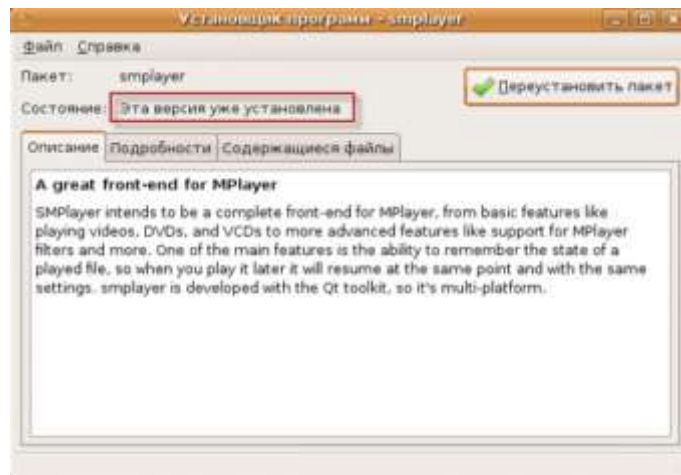 Установщик программ - smplayer
Файл Справка
Пакет: smplayer
Переустановить пакет
Состояние: Эта версия уже установлена
Описание Подробности Содержащиеся файлы
A great front-end for MPlayer
SMPlayer intends to be a complete front-end for MPlayer, from basic features like
playing videos, DVDs, and VCDs to more advanced features like support for MPlayer
filters and more. One of the main features is the ability to remember the state of a
played file, so when you play it later it will resume at the same point and with the same
settings. smplayer is developed with the Qt toolkit, so it's multi-platform.